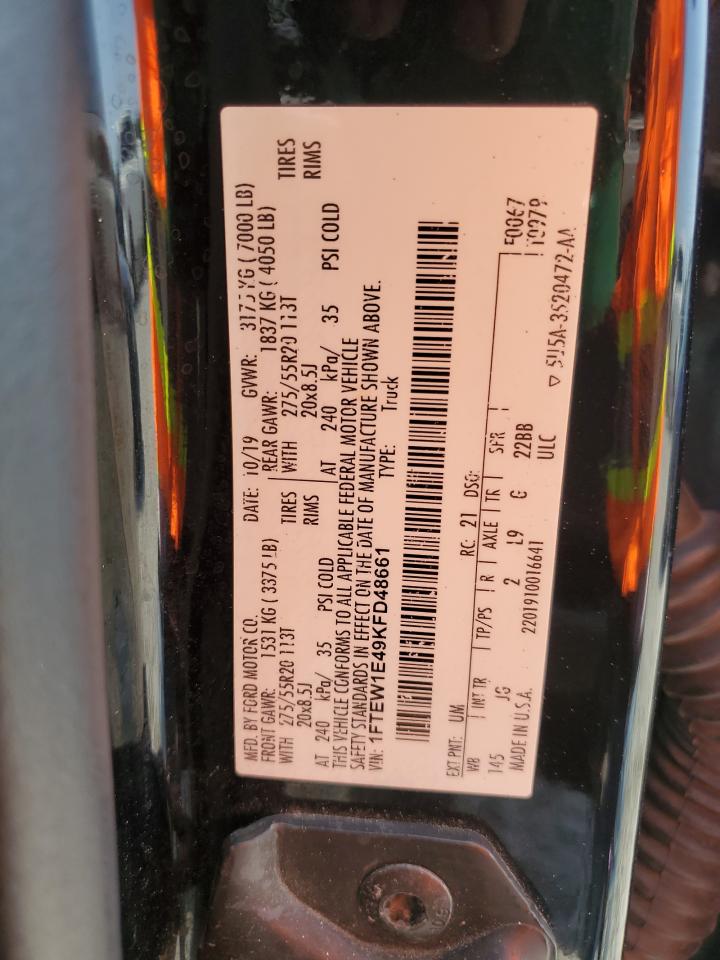 MFD. BY FORD MOTOR CO. DATE: 10/19 GVWR: 3175 KG ( 7000 LB)
FRONT GAWR: 1531 KG ( 3375 LB) REAR GAWR: 1837 KG ( 4050 LB)
WITH 275/55R20 113T TIRES WITH 275/55R20 113T TIRES
20x8.5J RIMS 20x8.5J RIMS
AT 240 kPa/ 35 PSI COLD AT 240 kPa/ 35 PSI COLD
THIS VEHICLE CONFORMS TO ALL APPLICABLE FEDERAL MOTOR VEHICLE
SAFETY STANDARDS IN EFFECT ON THE DATE OF MANUFACTURE SHOWN ABOVE.
VIN: 1FTEW1E49KFD48661 TYPE: Truck
EXT PNT: UM RC: 21 DSO: F0067
WB INT TR TP/PS R AXLE TR SPR
145 JG 2 L9 G 22BB
MADE IN U.S.A. 2201910016641 ULC